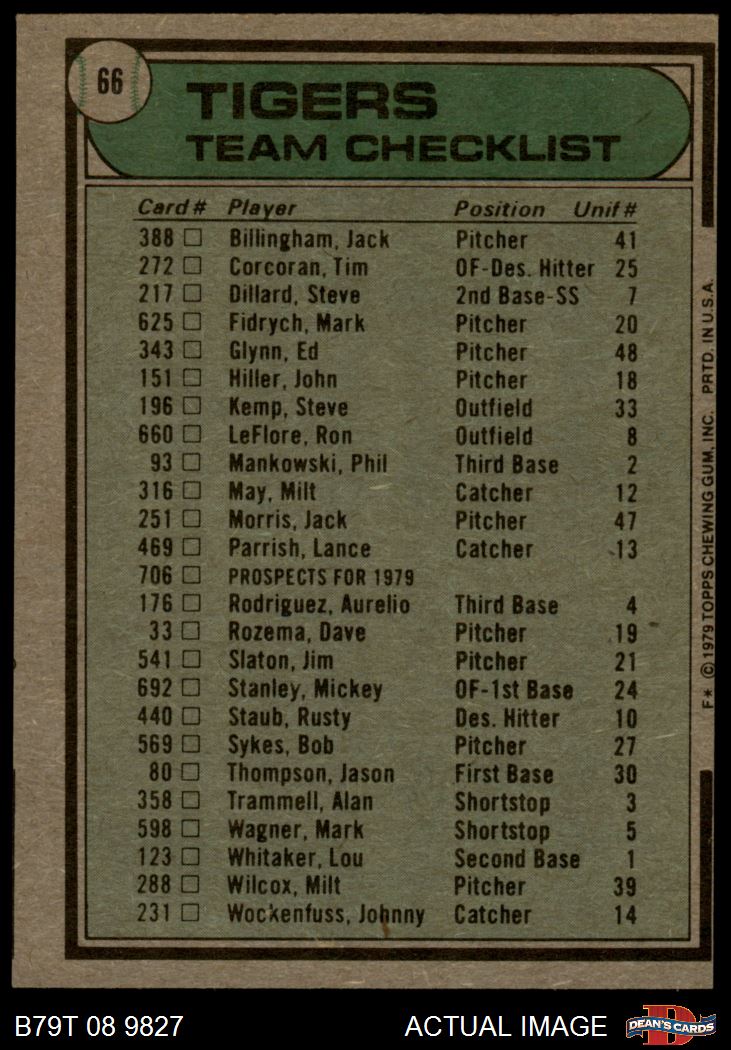 66
TIGERS
TEAM CHECKLIST
Card # Player Position Unif #
388 Billingham, Jack Pitcher 41
272 Corcoran, Tim OF-Des. Hitter 25
217 Dillard, Steve 2nd Base-SS 7
625 Fidrych, Mark Pitcher 20
343 Glynn, Ed Pitcher 48
151 Hiller, John Pitcher 18
196 Kemp, Steve Outfield 33
660 LeFlore, Ron Outfield 8
93 Mankowski, Phil Third Base 2
316 May, Milt Catcher 12
251 Morris, Jack Pitcher 47
469 Parrish, Lance Catcher 13
706 PROSPECTS FOR 1979
176 Rodriguez, Aurelio Third Base 4
33 Rozema, Dave Pitcher 19
541 Slaton, Jim Pitcher 21
692 Stanley, Mickey OF-1st Base 24
440 Staub, Rusty Des. Hitter 10
569 Sykes, Bob Pitcher 27
80 Thompson, Jason First Base 30
358 Trammell, Alan Shortstop 3
598 Wagner, Mark Shortstop 5
123 Whitaker, Lou Second Base 1
288 Wilcox, Milt Pitcher 39
231 Wockenfuss, Johnny Catcher 14
F* © 1979 TOPPS CHEWING GUM, INC. PRTD. IN U.S.A.
B79T 08 9827 ACTUAL IMAGE
D
DEAN'S CARDS